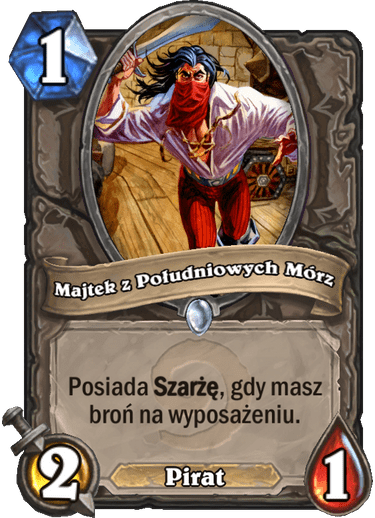 1
Majtek z Południowych Mórz
Posiada Szarżę, gdy masz
broń na wyposażeniu.
2
Pirat
1